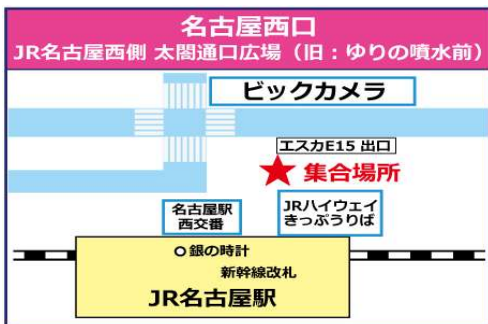 名古屋西口
JR名古屋西側 太閤通口広場（旧：ゆりの噴水前）
ビックカメラ
エスカE15 出口
★集合場所
名古屋駅
西交番
JRハイウェイ
きっぷうりば
○銀の時計
新幹線改札
JR名古屋駅